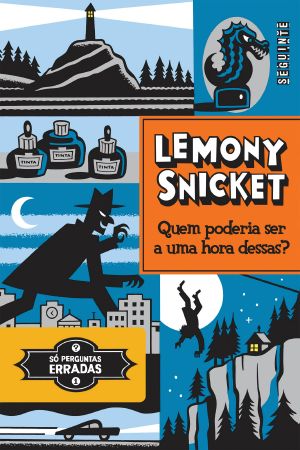 SEGUINTE
TINTA
TINTA
TINTA
LEMONY
SNICKET
Quem poderia ser
a uma hora dessas?
?
SÓ PERGUNTAS
ERRADAS
1